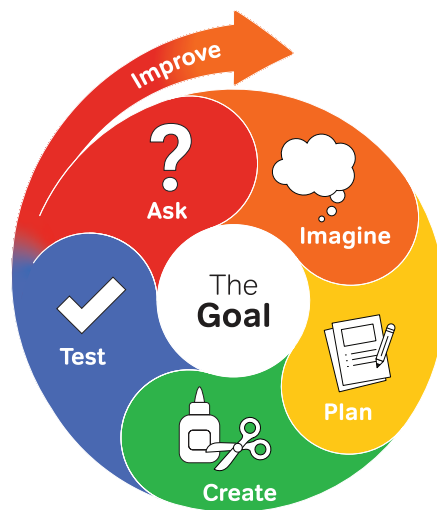 Improve
Ask
Imagine
The
Goal
Test
Plan
Create